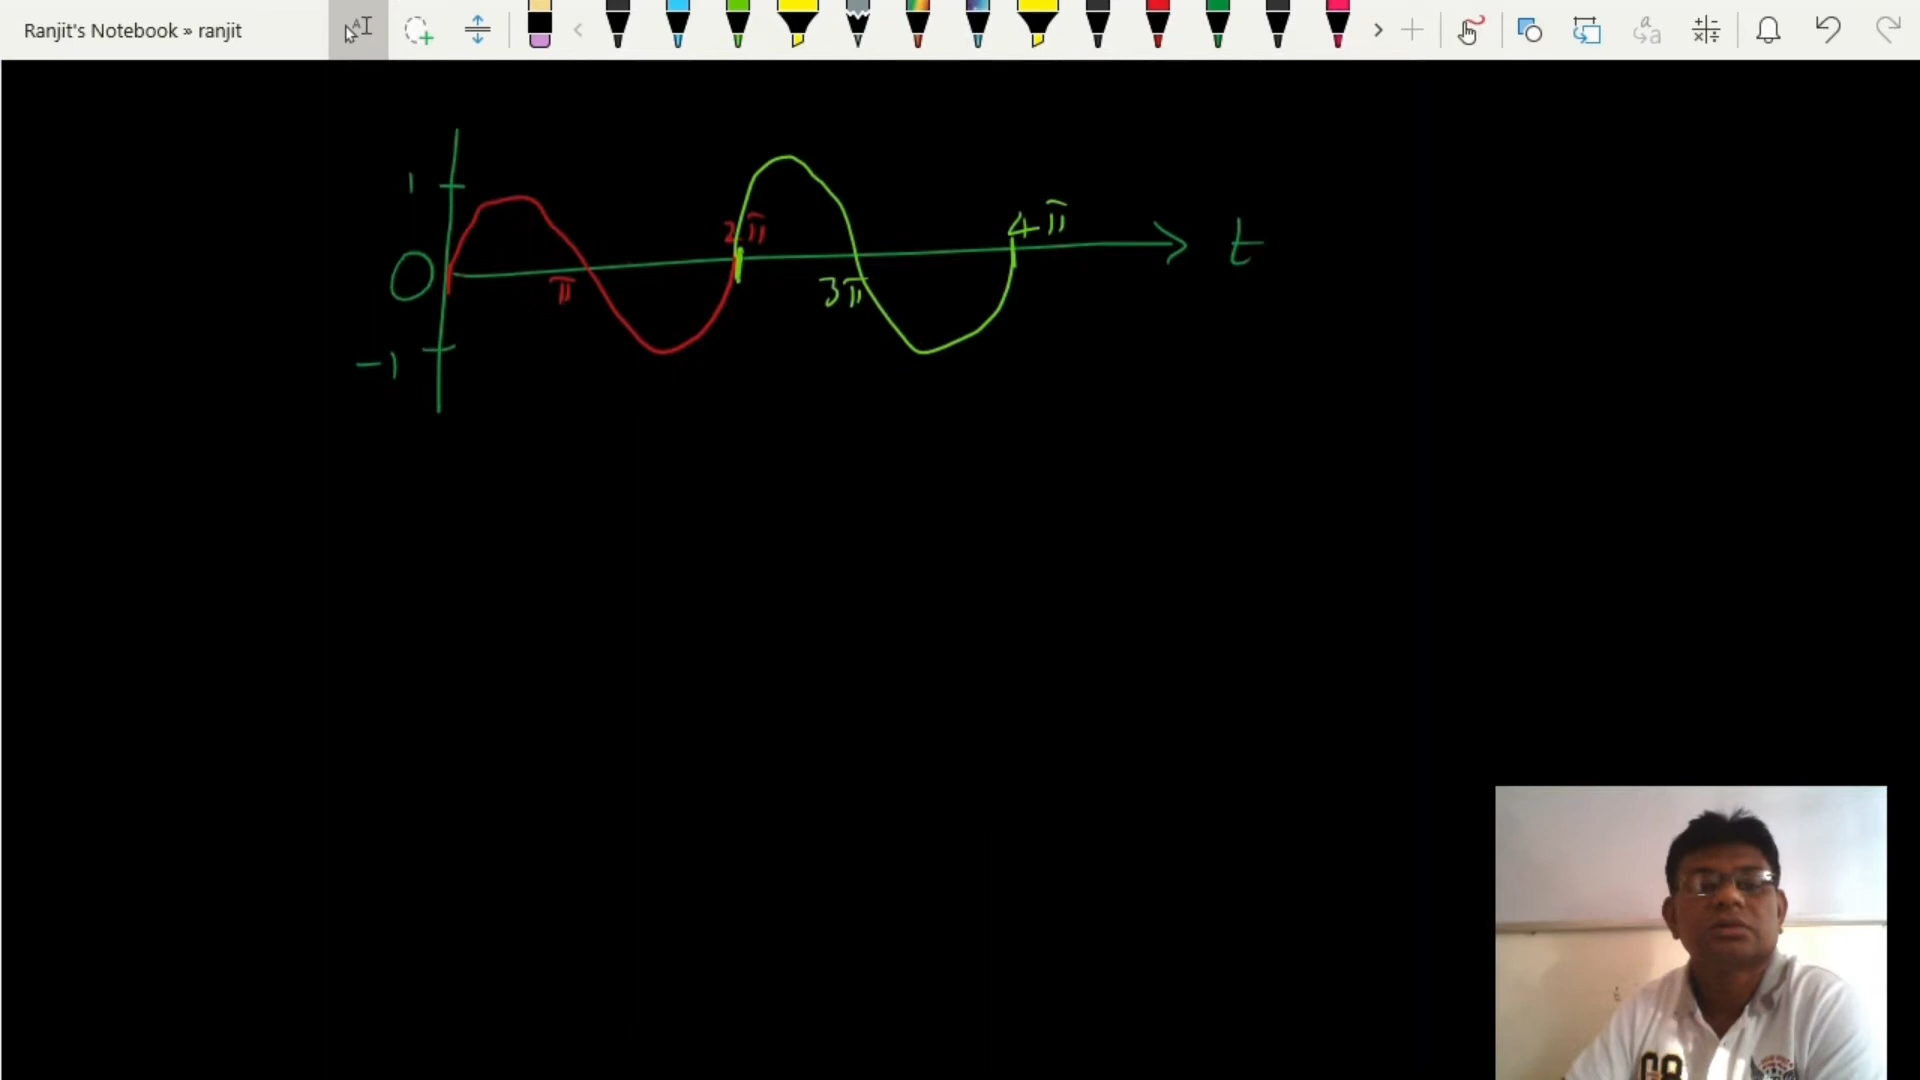 Ranjit's Notebook » ranjit
1
2π
4π
t
0
π
3π
-1